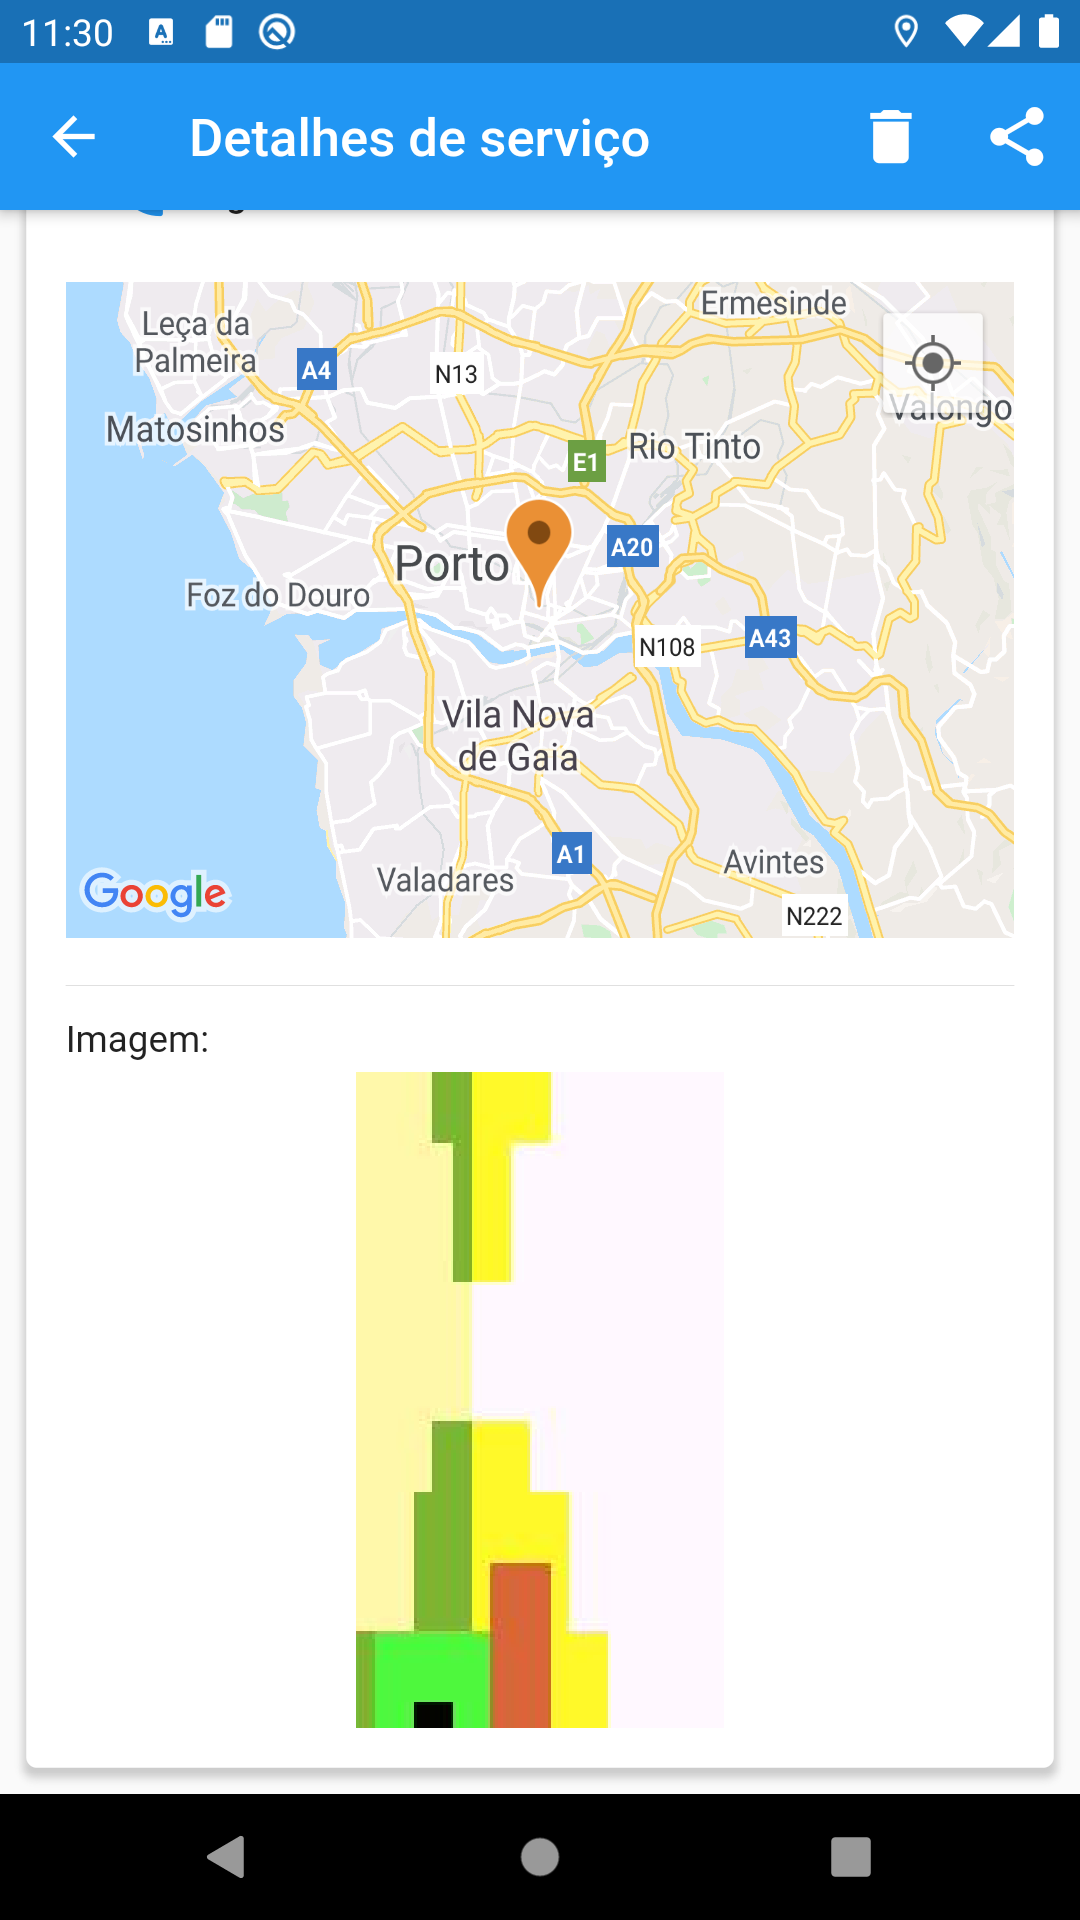 11:30
Detalhes de serviço
Ermesinde
Leça da
Palmeira
A4
N13
Valongo
Matosinhos
Rio Tinto
E1
A20
Porto
Foz do Douro
A43
N108
Vila Nova
de Gaia
A1
Avintes
Valadares
Google
N222
Imagem: